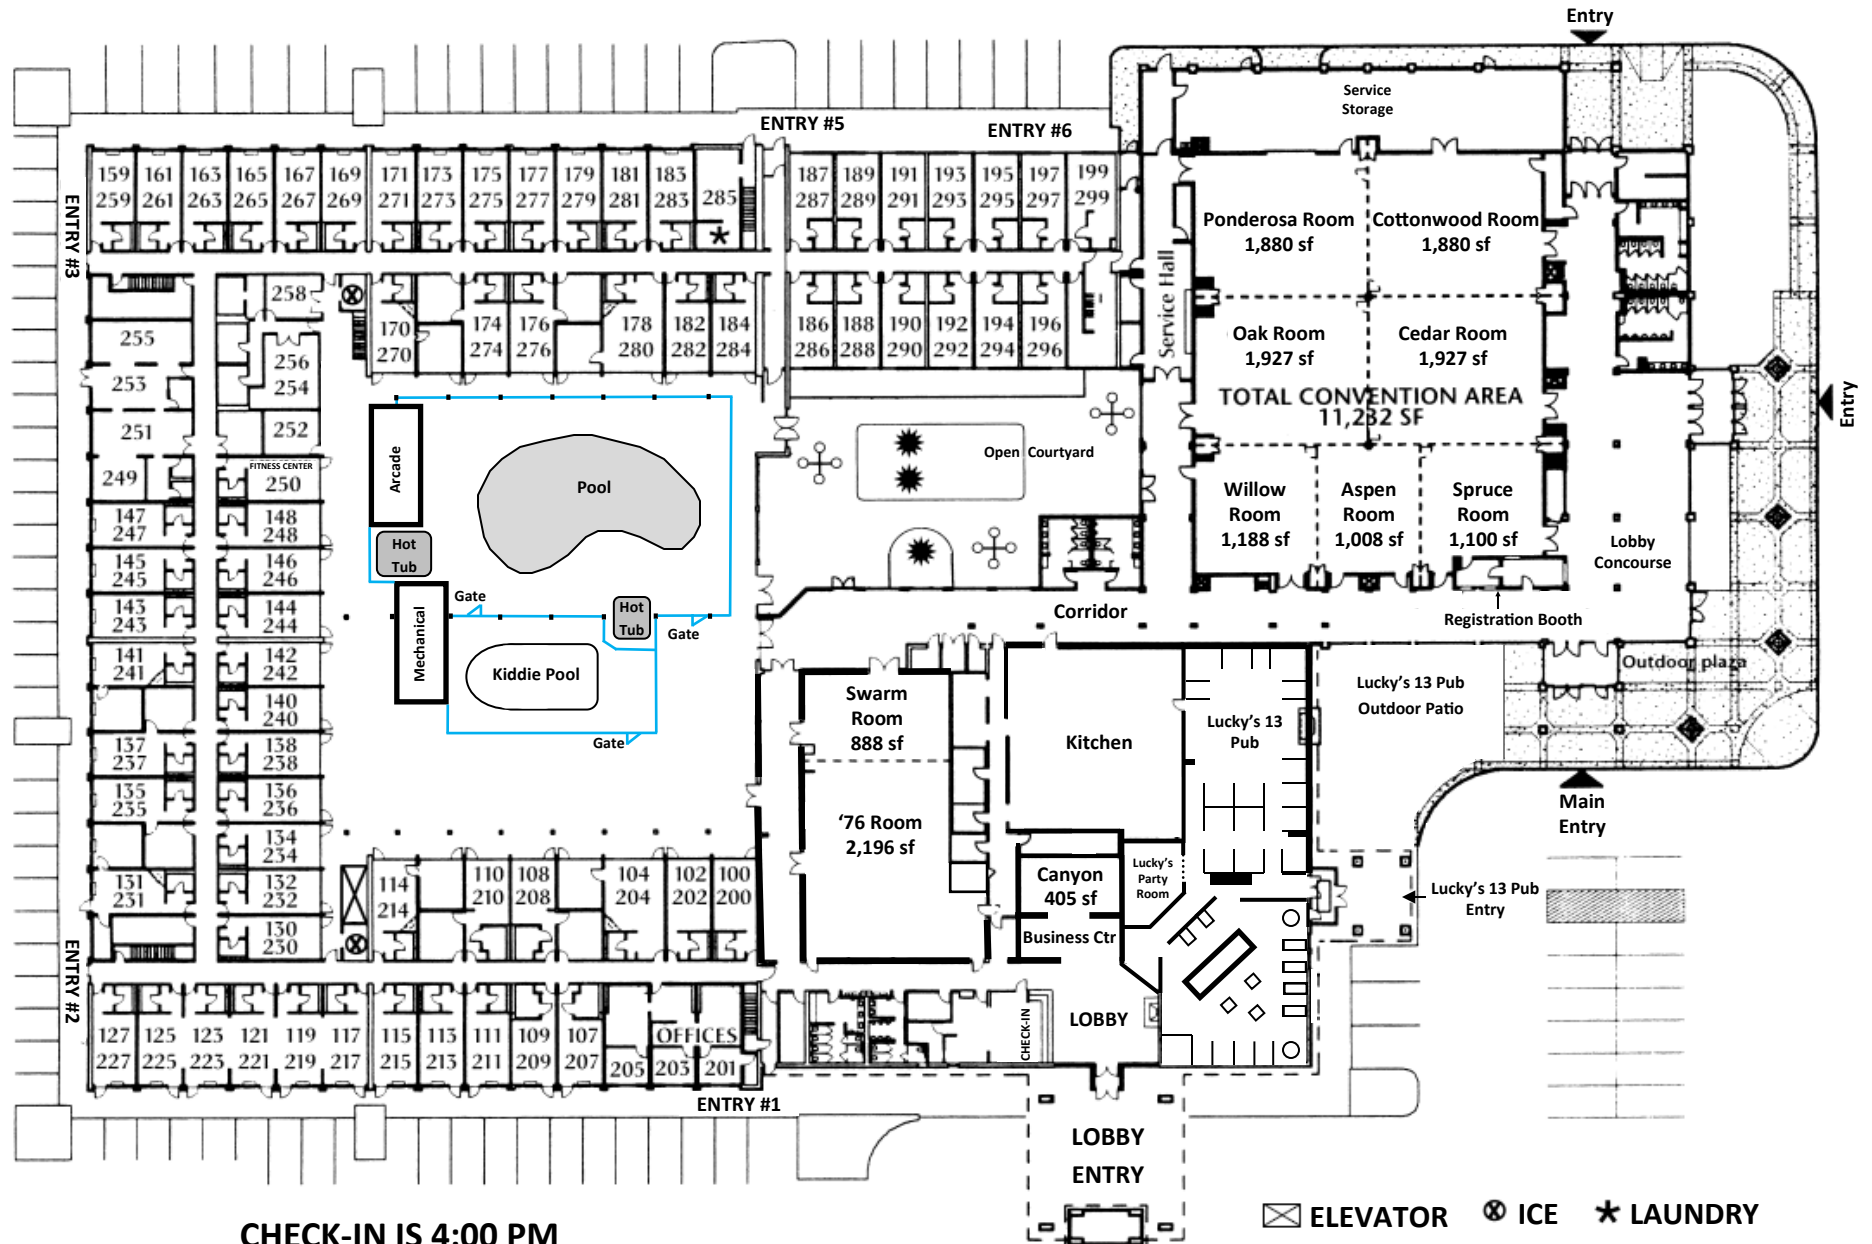 Entry
ENTRY #5
ENTRY #6
Service
Storage
159
259
161
261
163
263
165
265
167
267
169
269
171
271
173
273
175
275
177
277
179
279
181
281
183
283
285
187
287
189
289
191
291
193
293
195
295
197
297
199
299
ENTRY #3
Ponderosa Room
1,880 sf
Cottonwood Room
1,880 sf
Service Hall
258
170
270
174
274
176
276
178
280
182
282
184
284
186
286
188
288
190
290
192
292
194
294
196
296
Oak Room
1,927 sf
Cedar Room
1,927 sf
TOTAL CONVENTION AREA
11,232 SF
Entry
255
256
254
253
251
252
249
FITNESS CENTER
250
Arcade
Pool
Open Courtyard
Willow
Room
1,188 sf
Aspen
Room
1,008 sf
Spruce
Room
1,100 sf
Lobby
Concourse
147
247
148
248
145
245
146
246
143
243
144
244
141
241
142
242
140
240
137
237
138
238
135
235
136
236
134
234
131
231
132
232
130
230
Hot
Tub
Mechanical
Gate
Hot
Tub
Gate
Kiddie Pool
Gate
Corridor
Registration Booth
Outdoor plaza
Swarm
Room
888 sf
Kitchen
Lucky's 13
Pub
Lucky's 13 Pub
Outdoor Patio
'76 Room
2,196 sf
Main
Entry
Canyon
405 sf
Lucky's
Party
Room
Business Ctr
Lucky's 13 Pub
Entry
114
214
110
210
108
208
104
204
102
202
100
200
ENTRY #2
127
227
125
225
123
223
121
221
119
219
117
217
115
215
113
213
111
211
109
209
107
207
OFFICES
205
203
201
CHECK-IN
LOBBY
ENTRY #1
LOBBY
ENTRY
CHECK-IN IS 4:00 PM
ELEVATOR
ICE
LAUNDRY